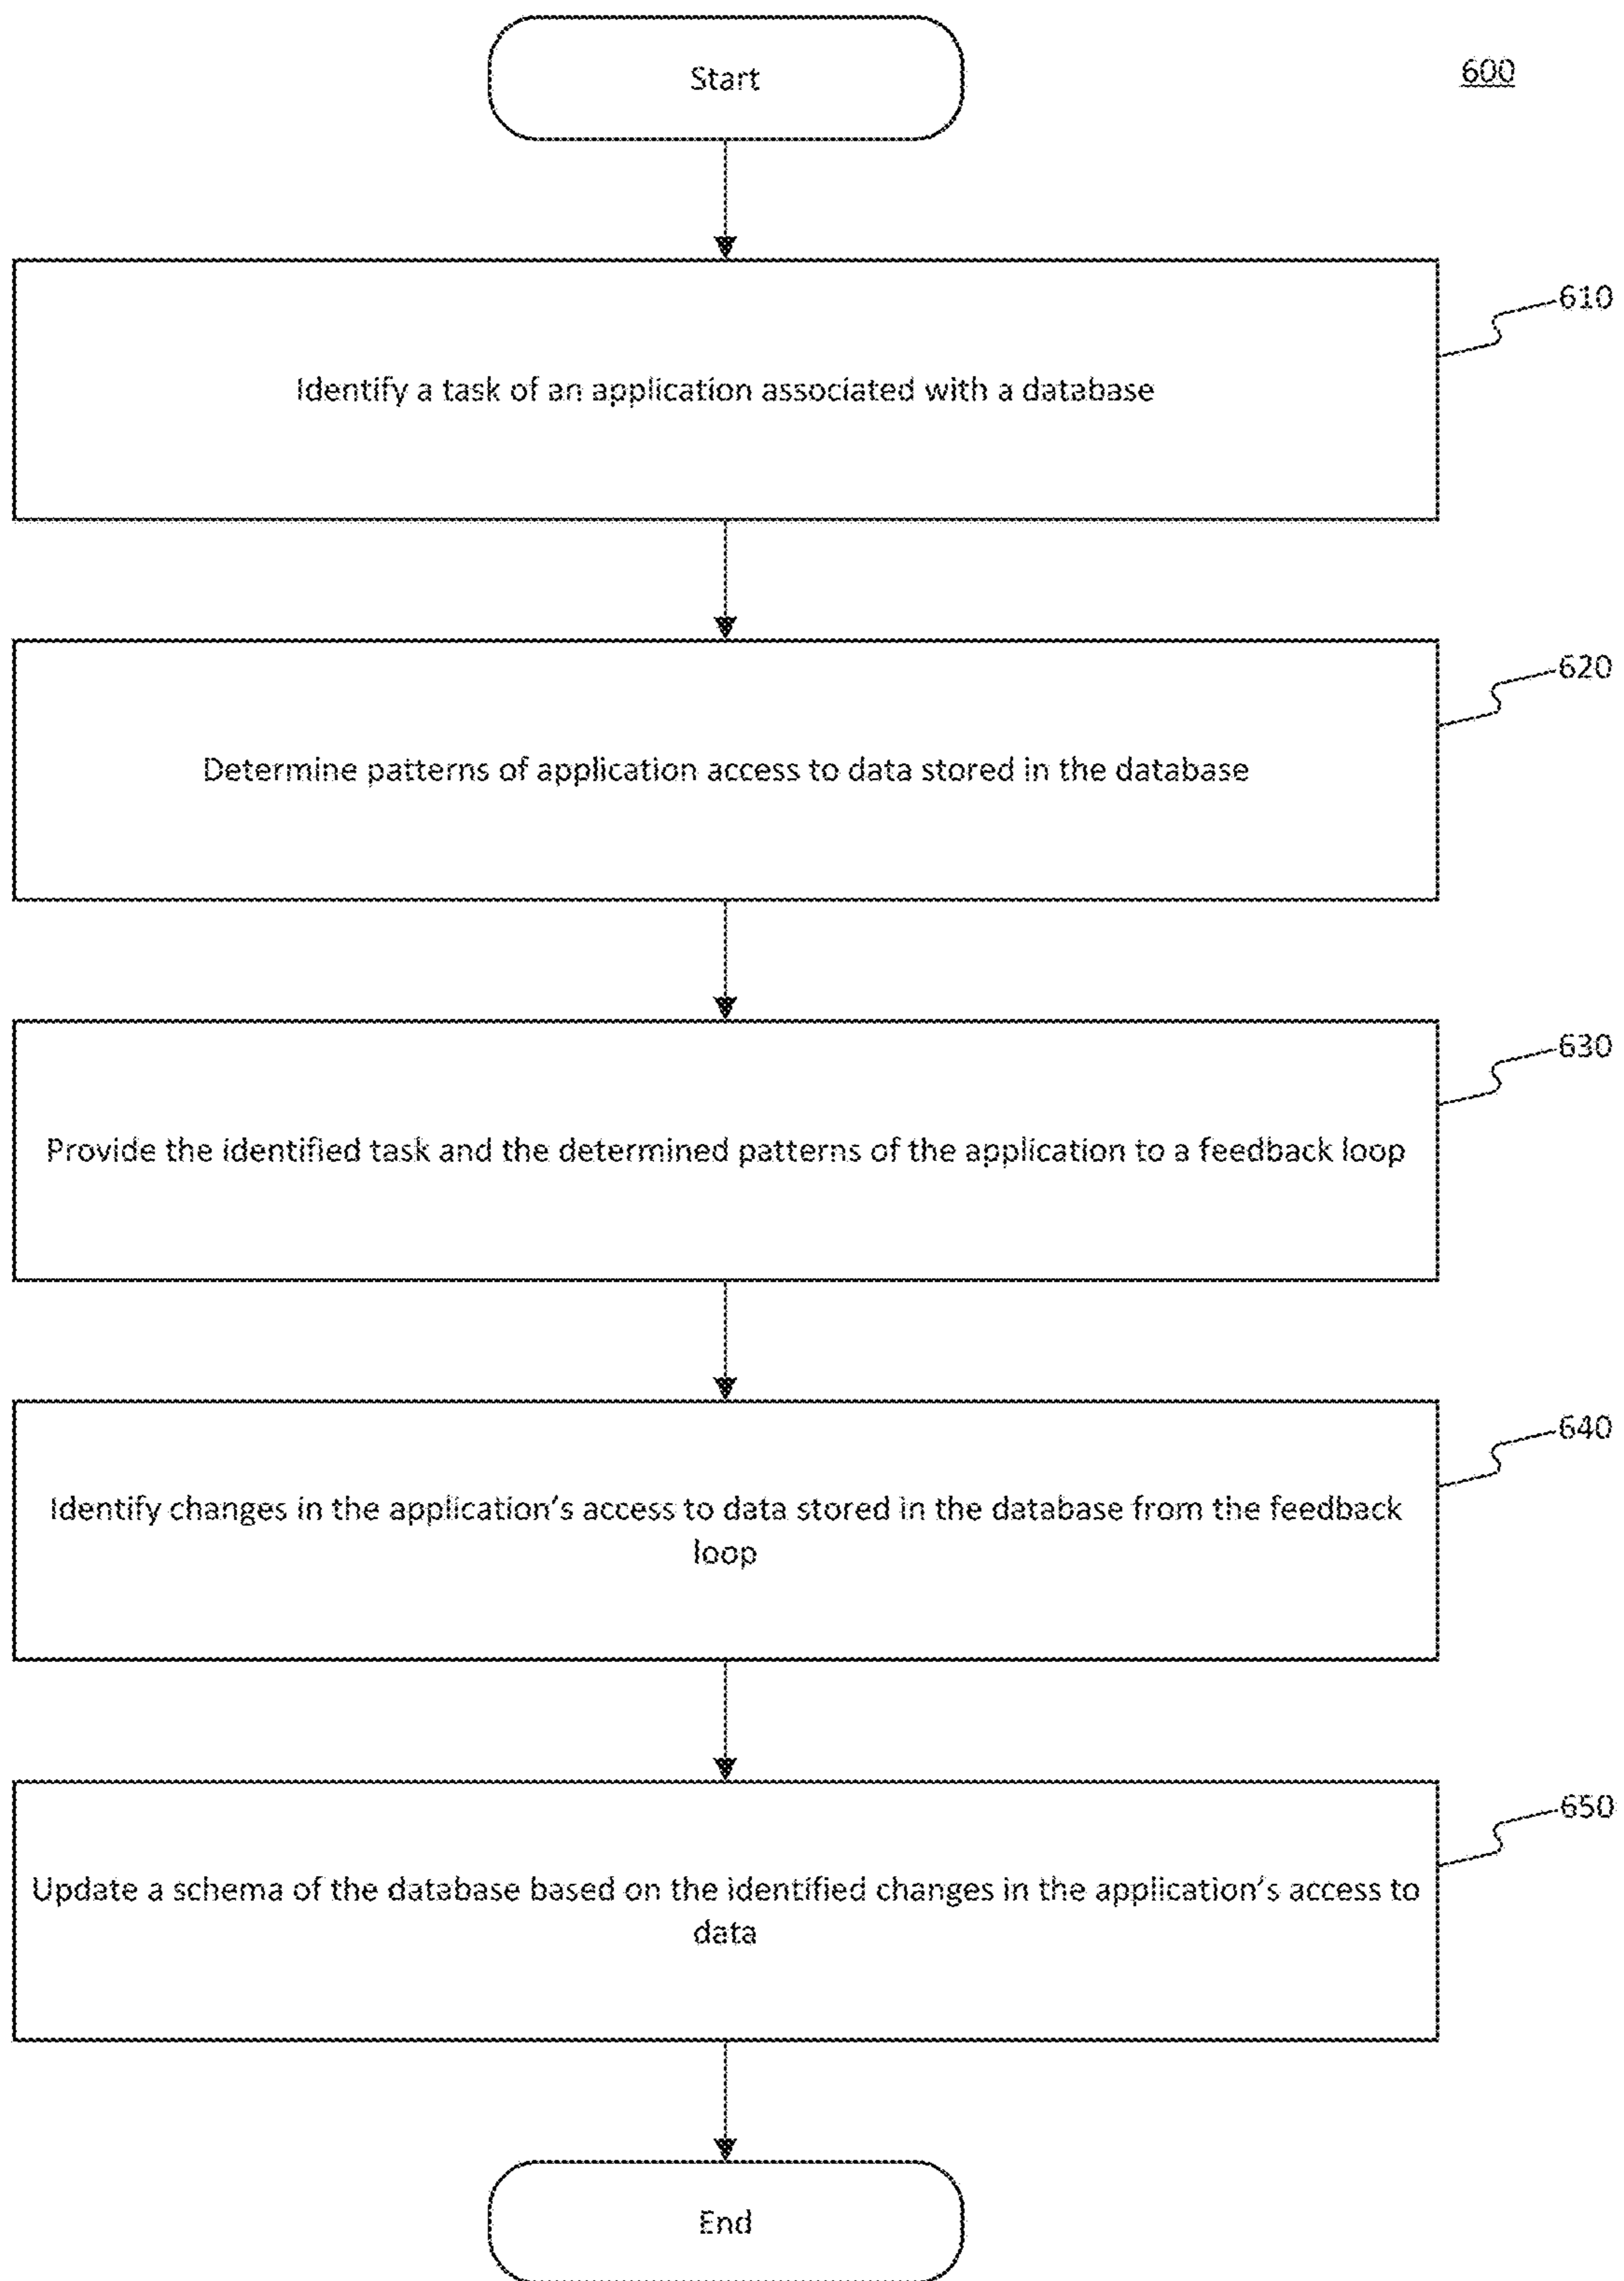 Start
600
610
Identify a task of an application associated with a database
620
Determine patterns of application access to data stored in the database
630
Provide the identified task and the determined patterns of the application to a feedback loop
640
Identify changes in the application's access to data stored in the database from the feedback
loop
650
Update a schema of the database based on the identified changes in the application's access to
data
End